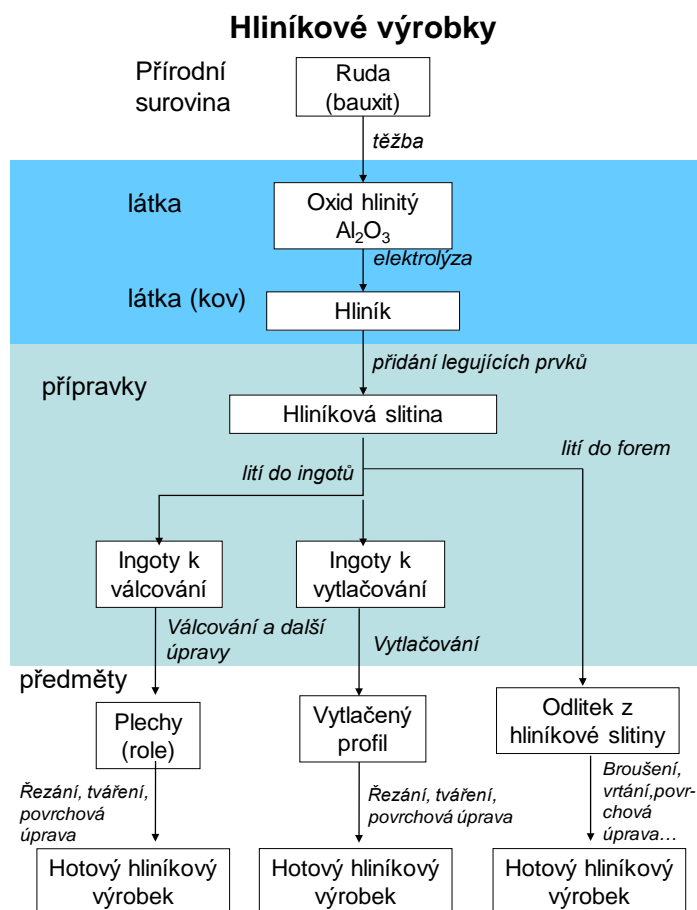 Hliníkové výrobky
Přírodní
surovina
Ruda
(bauxit)
těžba
látka
Oxid hlinitý
Al₂O₃
elektrolýza
látka (kov)
Hliník
přidání legujících prvků
přípravky
Hliníková slitina
lití do forem
lití do ingotů
Ingoty k
válcování
Ingoty k
vytlačování
Válcování a další
úpravy
Vytlačování
předměty
Plechy
(role)
Vytlačený
profil
Odlitek z
hliníkové slitiny
Řezání, tváření,
povrchová
úprava
Řezání, tváření,
povrchová úprava
Broušení,
vrtání,povr-
chová
úprava…
Hotový hliníkový
výrobek
Hotový hliníkový
výrobek
Hotový hliníkový
výrobek